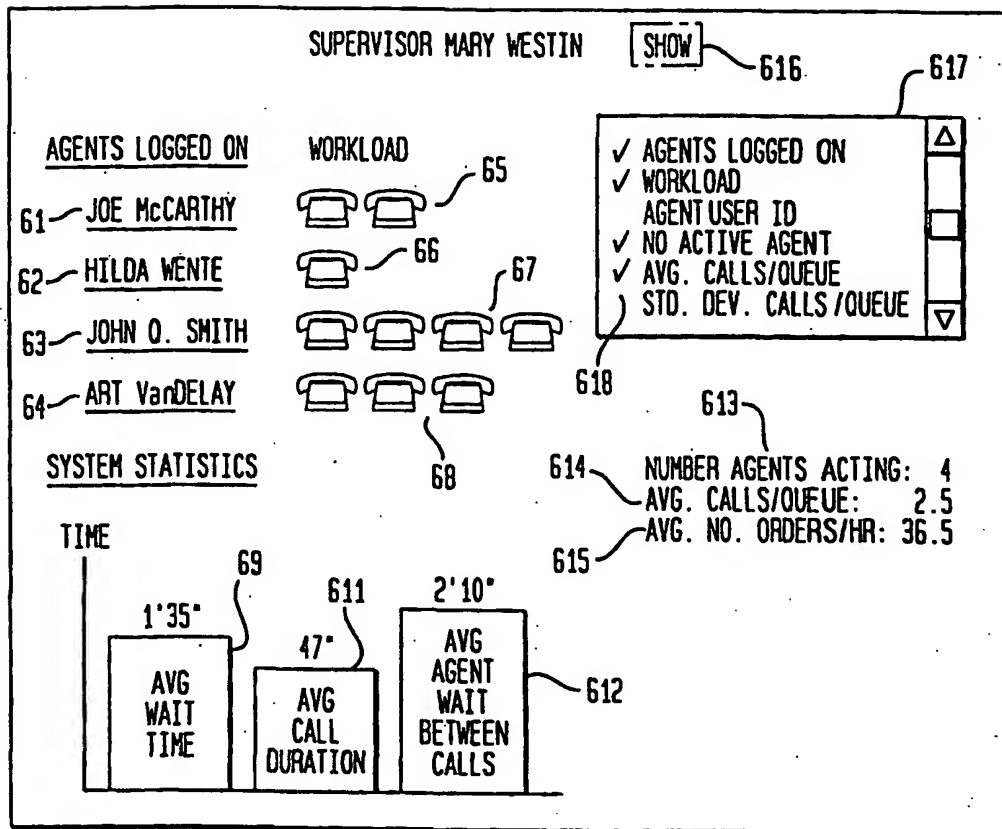 SUPERVISOR MARY WESTIN [SHOW]
616
617
AGENTS LOGGED ON WORKLOAD
✓ AGENTS LOGGED ON
✓ WORKLOAD
AGENT USER ID
✓ NO ACTIVE AGENT
✓ AVG. CALLS/QUEUE
STD. DEV. CALLS/QUEUE
618
61 JOE McCARTHY 65
62 HILDA WENTE 66
63 JOHN Q. SMITH 67
64 ART VanDELAY 68
SYSTEM STATISTICS
613
NUMBER AGENTS ACTING: 4
614 AVG. CALLS/QUEUE: 2.5
615 AVG. NO. ORDERS/HR: 36.5
TIME
69
611
612
1'35"
AVG
WAIT
TIME
47"
AVG
CALL
DURATION
2'10"
AVG
AGENT
WAIT
BETWEEN
CALLS